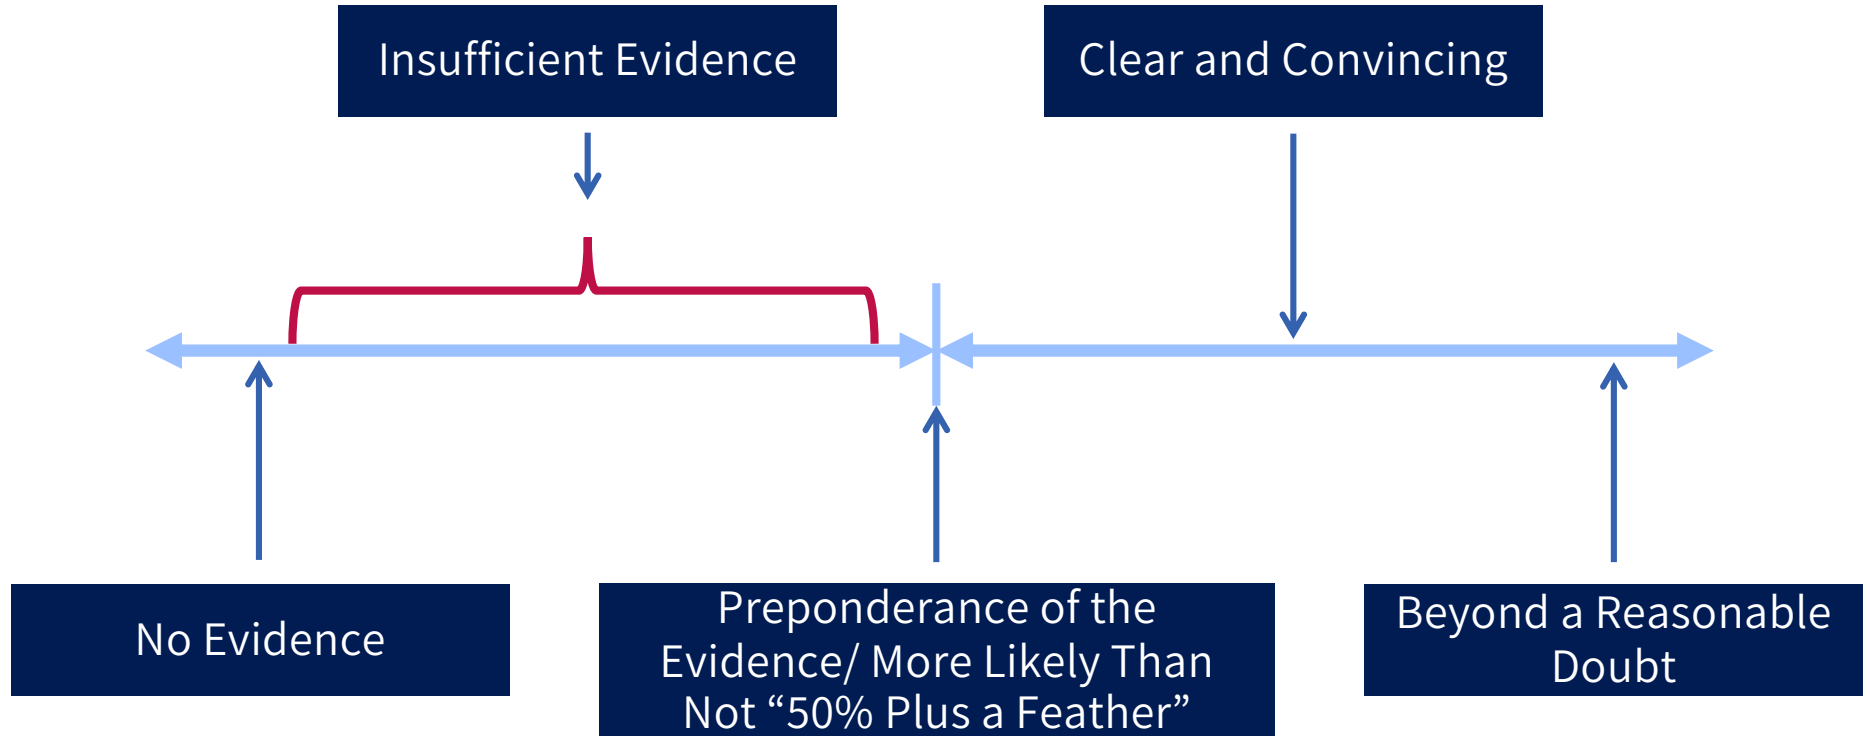 Insufficient Evidence
Clear and Convincing
No Evidence
Preponderance of the
Evidence/ More Likely Than
Not “50% Plus a Feather”
Beyond a Reasonable
Doubt